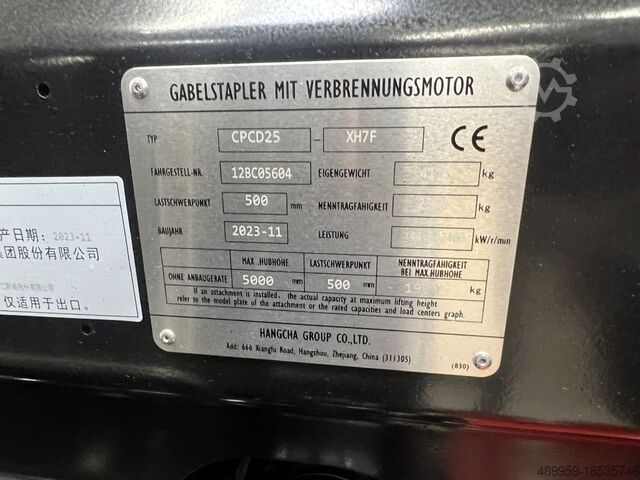 GABELSTAPLER MIT VERBRENNUNGSMOTOR
TYP CPCD25 - XH7F CE
FAHRGESTELL-NR. 12BC05604 EIGENGEWICHT kg
LASTSCHWERPUNKT 500 mm NENNTRAGFÄHIGKEIT
BAUJAHR 2023-11 LEISTUNG kW/r/min
MAX .HUBHÖHE LASTSCHWERPUNKT NENNTRAGFÄHIGKEIT BEI MAX.HUBHÖHE
OHNE ANBAUGERÄTE 5000 mm 500 mm kg
If an attachment is installed, the actual capacity at maximum lifting height
refer to the model plate of the attachment or the rated capacities and load centers graph.
HANGCHA GROUP CO.,LTD.
Add: 666 Xiangfu Road, Hangzhou, Zhejiang, China (311305)
(830)
产日期: 2023-11
集团股份有限公司
仅适用于出口。
489959-18535746